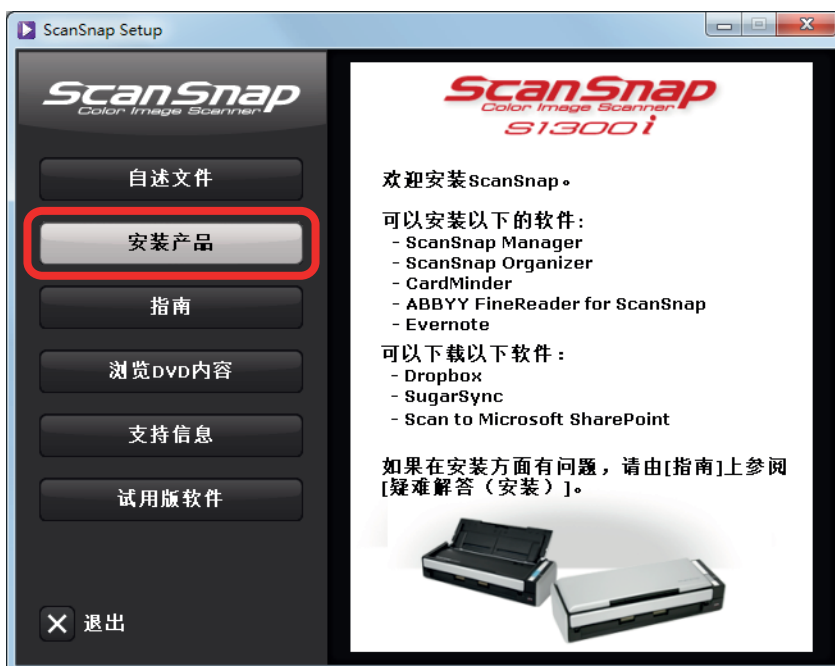 ScanSnap Setup
ScanSnap
Color Image Scanner
自述文件
安装产品
指南
浏览DVD内容
支持信息
试用版软件
退出
ScanSnap
Color Image Scanner
S1300i
欢迎安装ScanSnap。
可以安装以下的软件:
- ScanSnap Manager
- ScanSnap Organizer
- CardMinder
- ABBYY FineReader for ScanSnap
- Evernote
可以下载以下软件：
- Dropbox
- SugarSync
- Scan to Microsoft SharePoint
如果在安装方面有问题，请由[指南]上参阅
[疑难解答（安装）]。